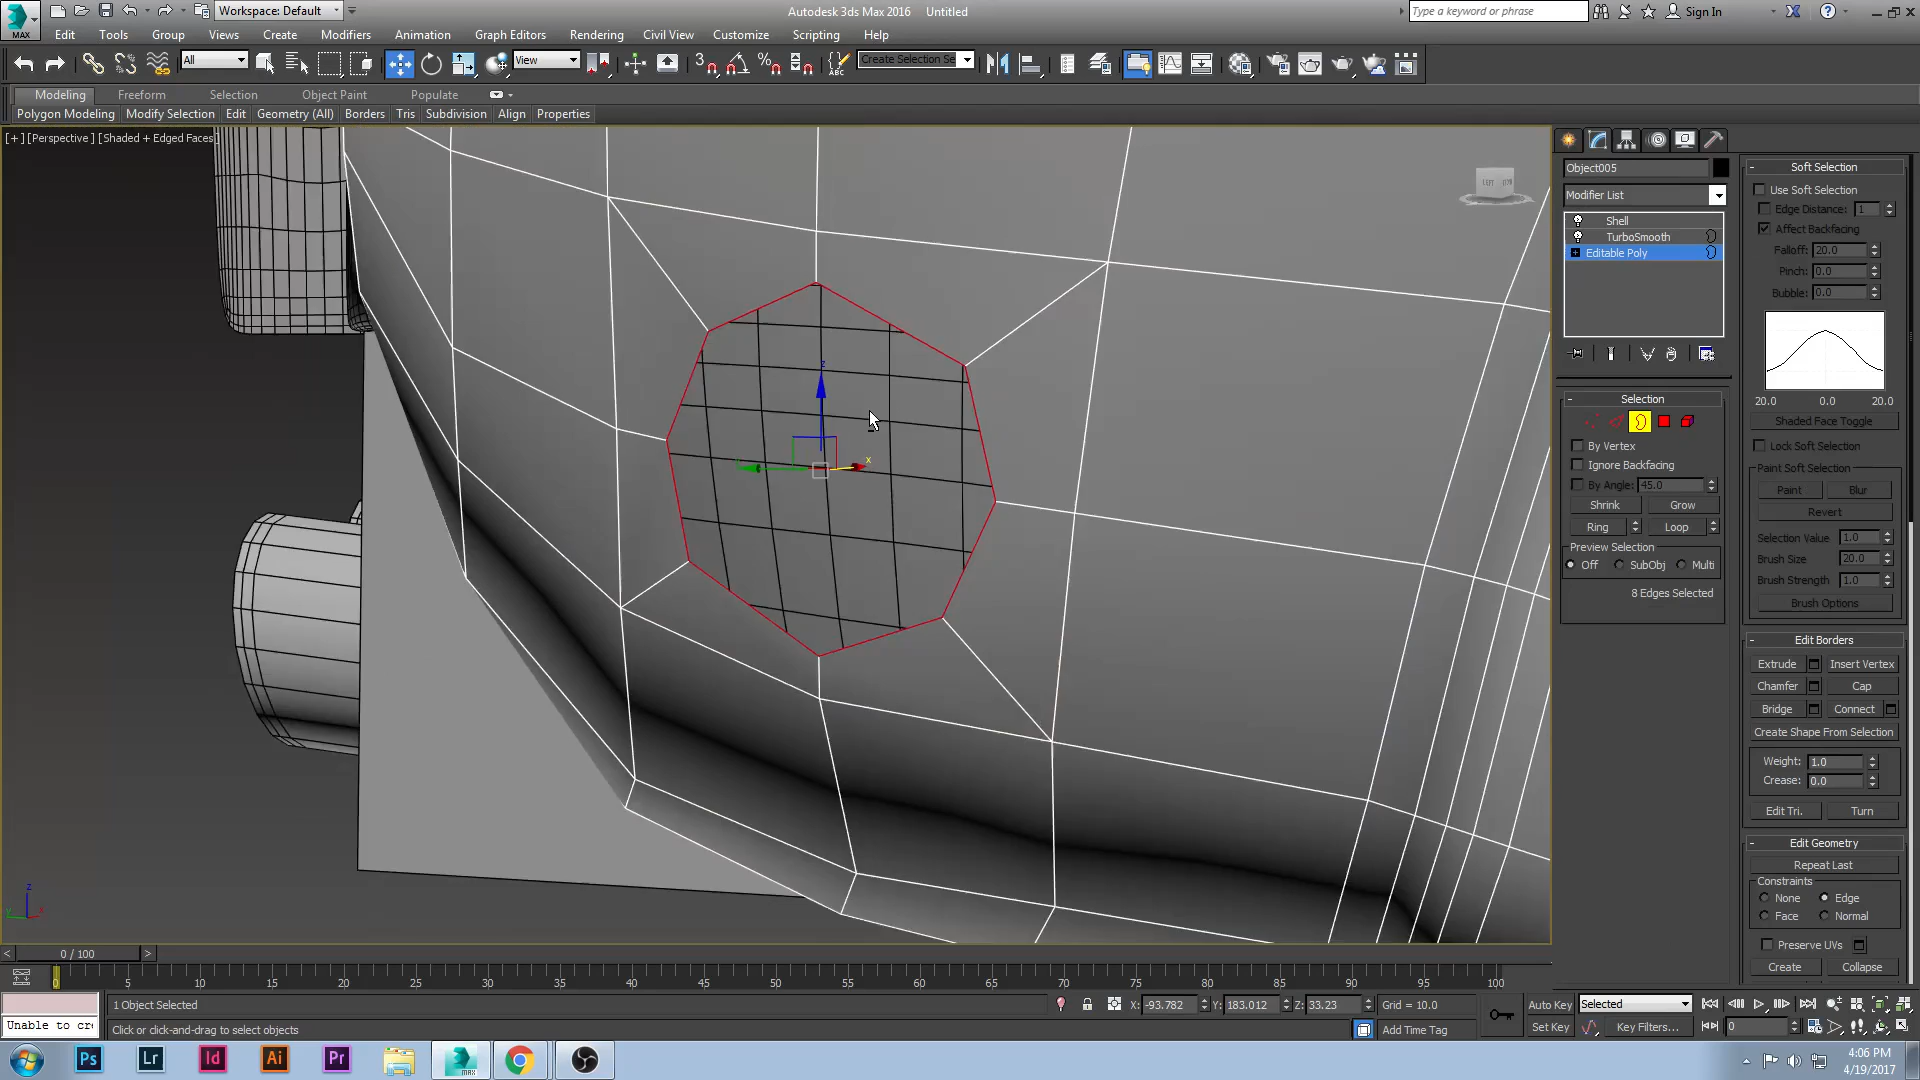 MAX
Workspace: Default
Autodesk 3ds Max 2016 Untitled
Type a keyword or phrase
Sign In
Edit Tools Group Views Create Modifiers Animation Graph Editors Rendering Civil View Customize Scripting Help
All
View
3
Create Selection Se
Modeling Freeform Selection Object Paint Populate
Polygon Modeling Modify Selection Edit Geometry (All) Borders Tris Subdivision Align Properties
[+] [Perspective] [Shaded + Edged Faces]
LEFT
z
x
Object005
Modifier List
Shell
TurboSmooth
Editable Poly
Selection
By Vertex
Ignore Backfacing
By Angle: 45.0
Shrink Grow
Ring Loop
Preview Selection
Off SubObj Multi
8 Edges Selected
Soft Selection
Use Soft Selection
Edge Distance: 1
Affect Backfacing
Falloff: 20.0
Pinch: 0.0
Bubble: 0.0
20.0 0.0 20.0
Shaded Face Toggle
Lock Soft Selection
Paint Soft Selection
Paint Blur
Revert
Selection Value 1.0
Brush Size 20.0
Brush Strength 1.0
Brush Options
Edit Borders
Extrude Insert Vertex
Chamfer Cap
Bridge Connect
Create Shape From Selection
Weight: 1.0
Crease: 0.0
Edit Tri. Turn
Edit Geometry
Repeat Last
Constraints
None Edge
Face Normal
Preserve UVs
Create Collapse
z
x
y
< 0 / 100 >
0 5 10 15 20 25 30 35 40 45 50 55 60 65 70 75 80 85 90 95 100
1 Object Selected
X: -93.782 Y: 183.012 Z: 33.23 Grid = 10.0
Auto Key Selected
Unable to cre
Click or click-and-drag to select objects
Add Time Tag
Set Key Key Filters... 0
Ps Lr Id Ai Pr MAX
4:06 PM
4/19/2017